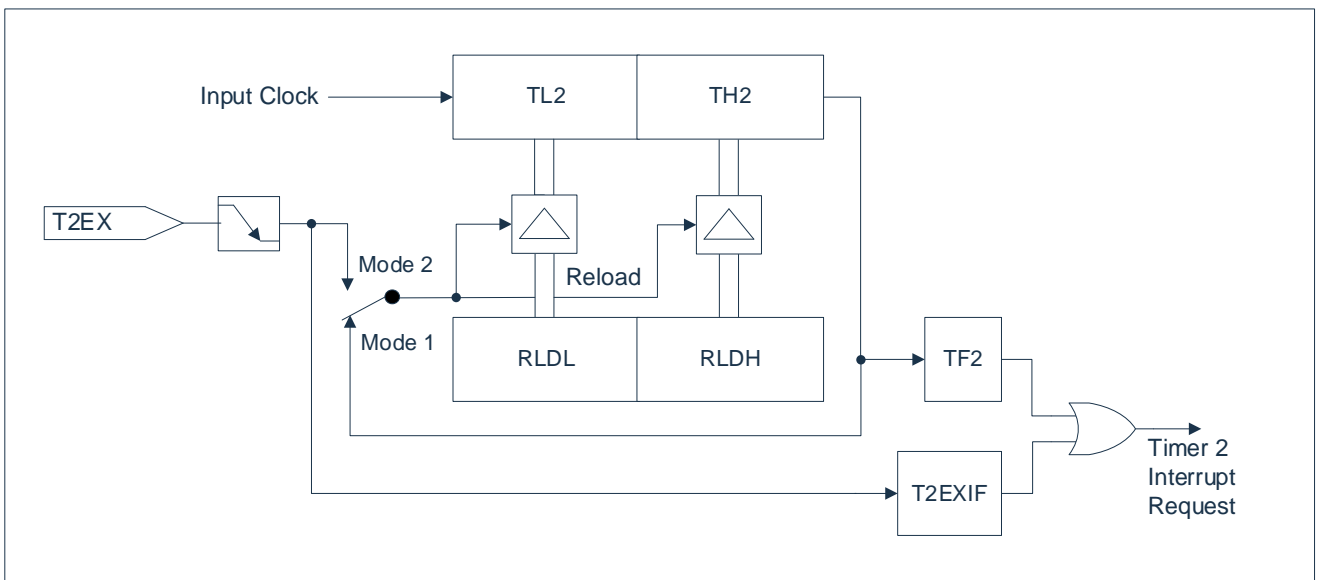 Input Clock
TL2
TH2
T2EX
Mode 2
Reload
Mode 1
RLDL
RLDH
TF2
T2EXIF
Timer 2
Interrupt
Request